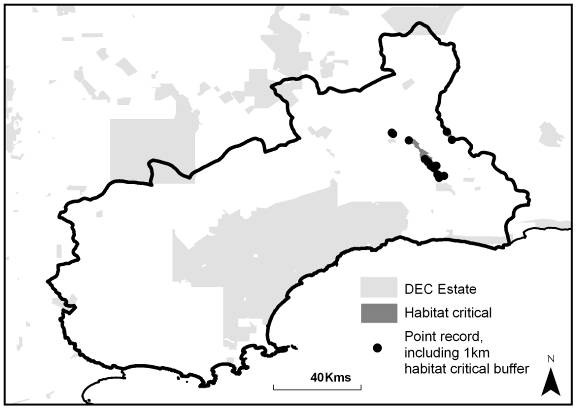 DEC Estate
Habitat critical
Point record,
including 1km
habitat critical buffer
40Kms
N